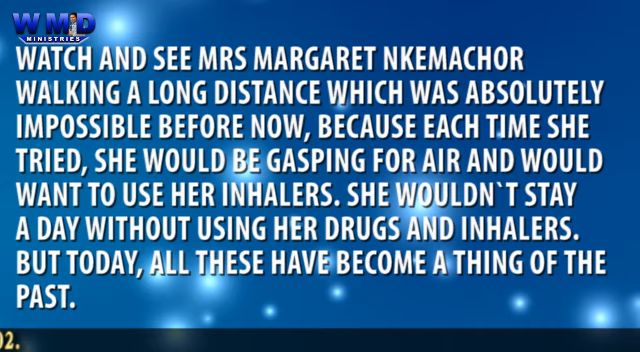 WMD
MINISTRIES
WATCH AND SEE MRS MARGARET NKEMACHOR
WALKING A LONG DISTANCE WHICH WAS ABSOLUTELY
IMPOSSIBLE BEFORE NOW, BECAUSE EACH TIME SHE
TRIED, SHE WOULD BE GASPING FOR AIR AND WOULD
WANT TO USE HER INHALERS. SHE WOULDN`T STAY
A DAY WITHOUT USING HER DRUGS AND INHALERS.
BUT TODAY, ALL THESE HAVE BECOME A THING OF THE
PAST.
02.